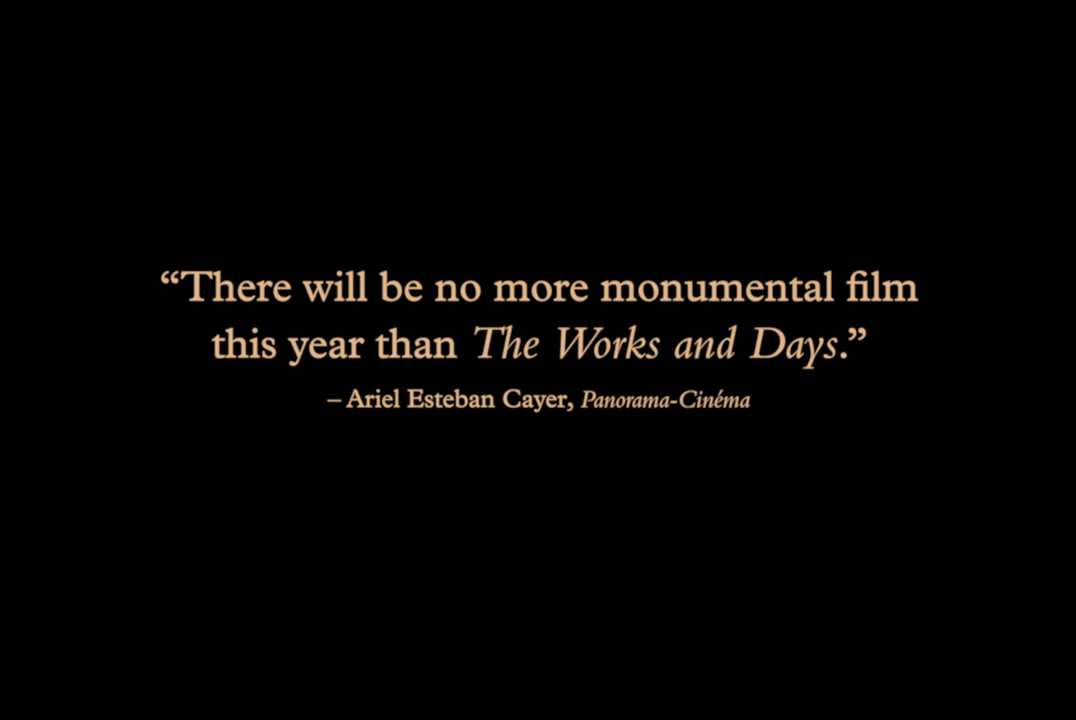 “There will be no more monumental film
this year than The Works and Days.”
– Ariel Esteban Cayer, Panorama-Cinéma